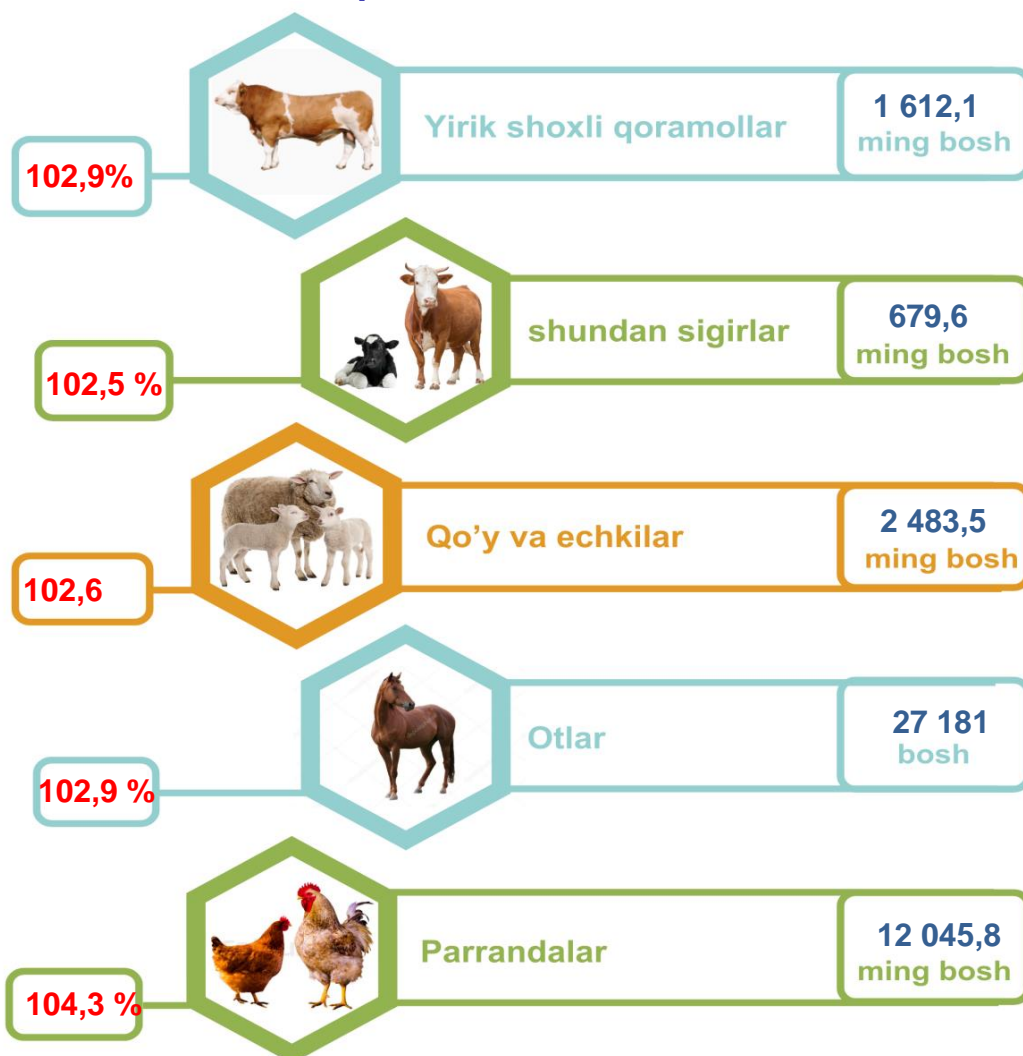 Yirik shoxli qoramollar
1 612,1
ming bosh
102,9%
shundan sigirlar
679,6
ming bosh
102,5 %
Qo’y va echkilar
2 483,5
ming bosh
102,6
Otlar
27 181
bosh
102,9 %
Parrandalar
12 045,8
ming bosh
104,3 %